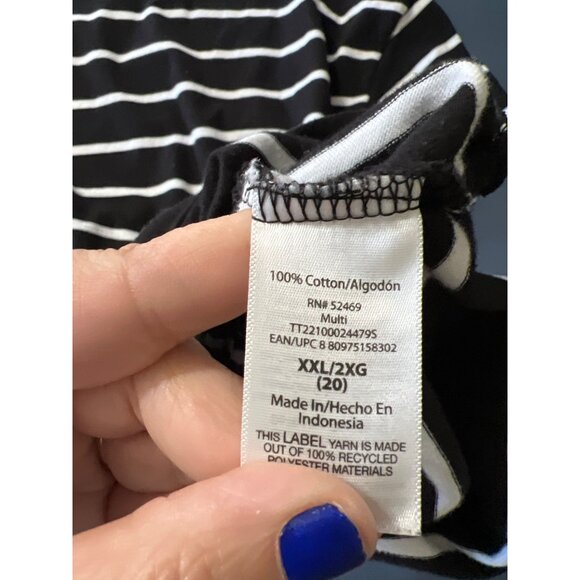 100% Cotton/Algodón
RN# 52469
Multi
TT22100024479S
EAN/UPC 8 80975158302
XXL/2XG
(20)
Made In/Hecho En
Indonesia
THIS LABEL YARN IS MADE
OUT OF 100% RECYCLED
POLYESTER MATERIALS